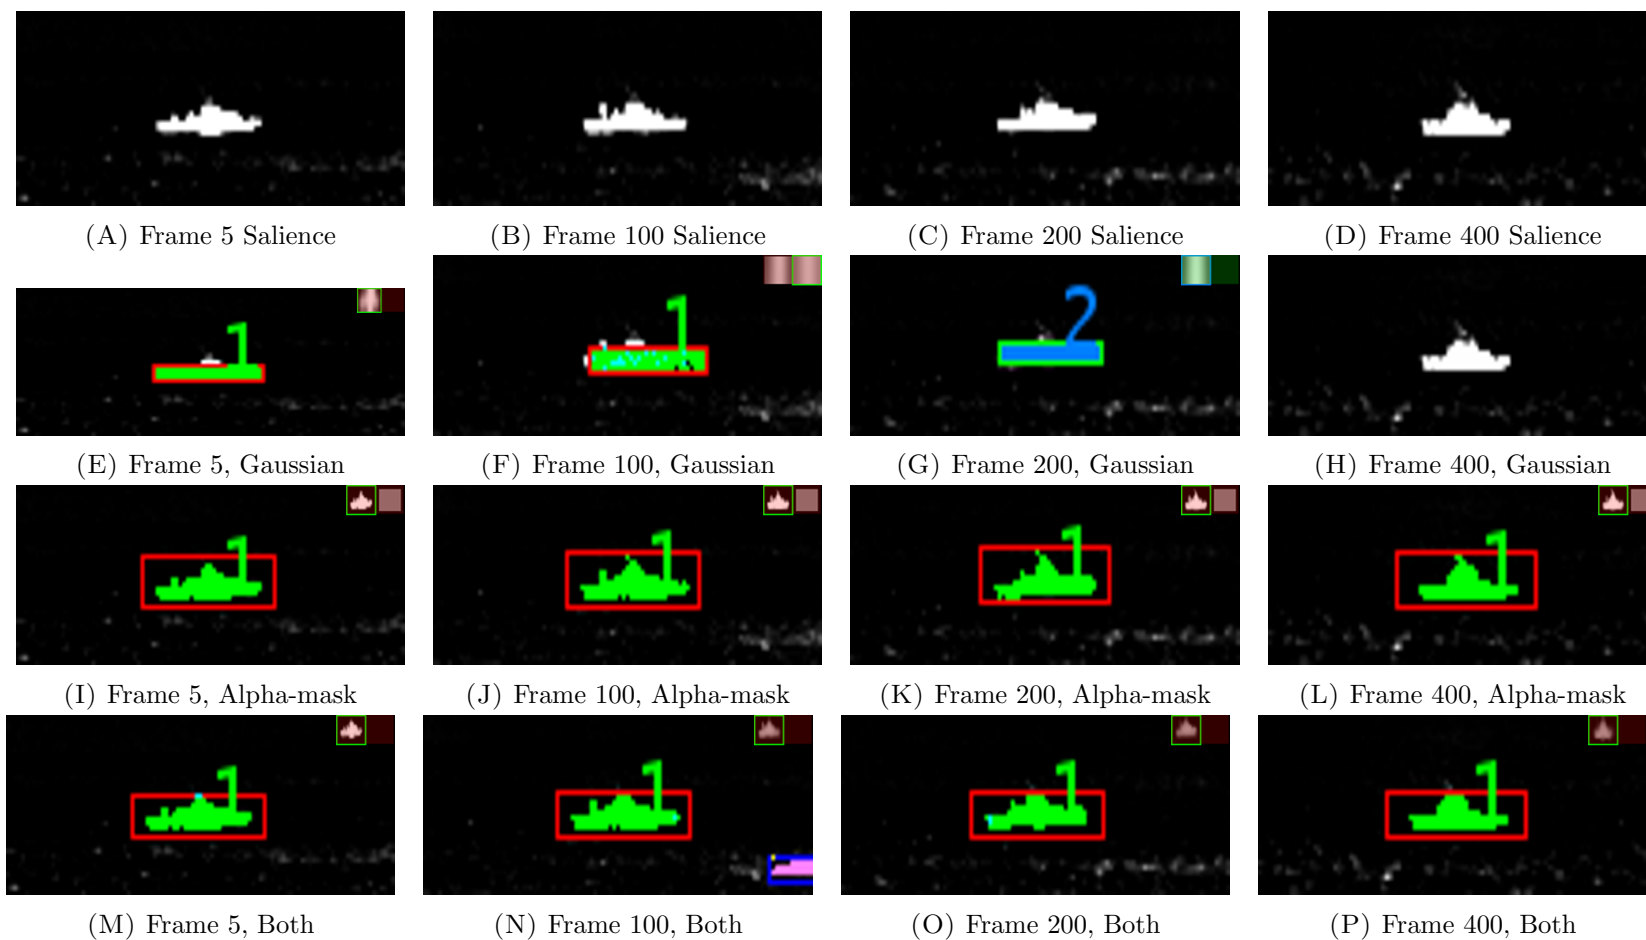 (A) Frame 5 Salience
(B) Frame 100 Salience
(C) Frame 200 Salience
(D) Frame 400 Salience
1
1
2
(E) Frame 5, Gaussian
(F) Frame 100, Gaussian
(G) Frame 200, Gaussian
(H) Frame 400, Gaussian
1
1
1
1
(I) Frame 5, Alpha-mask
(J) Frame 100, Alpha-mask
(K) Frame 200, Alpha-mask
(L) Frame 400, Alpha-mask
1
1
1
1
(M) Frame 5, Both
(N) Frame 100, Both
(O) Frame 200, Both
(P) Frame 400, Both